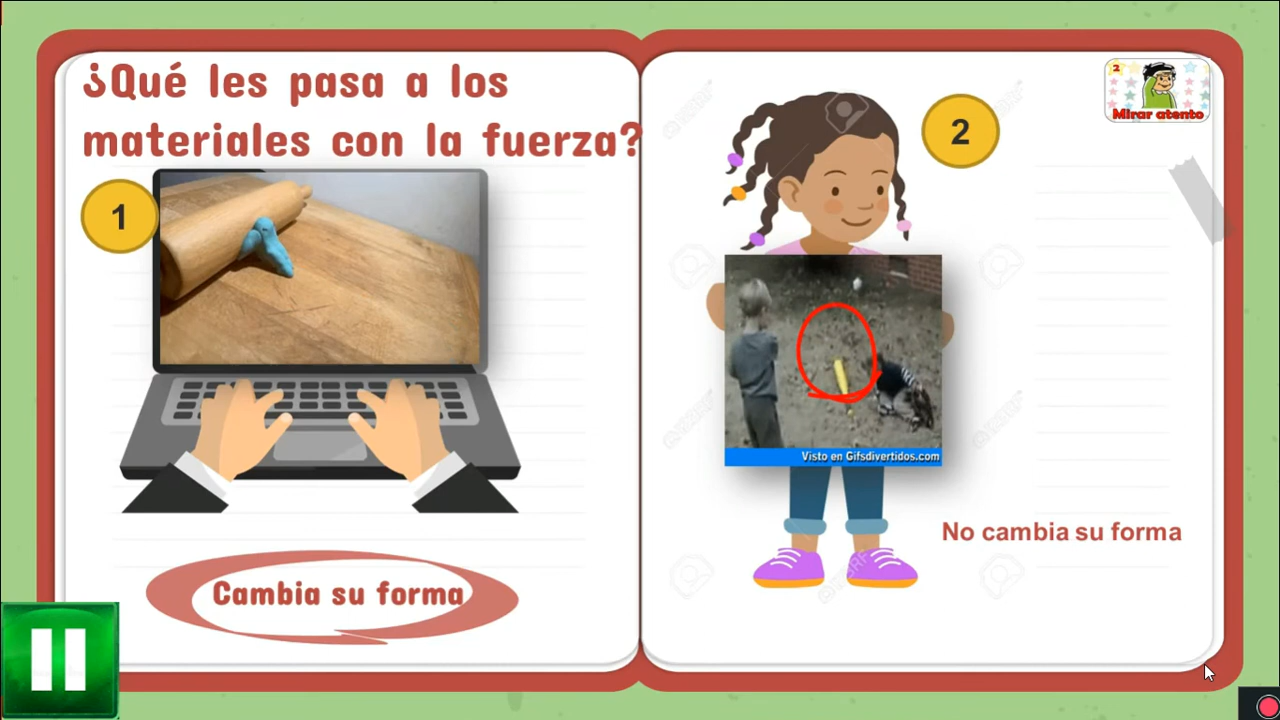 ¿Qué les pasa a los
materiales con la fuerza?
1
Cambia su forma
2
2
Mirar atento
Visto en Gifsdivertidos.com
No cambia su forma